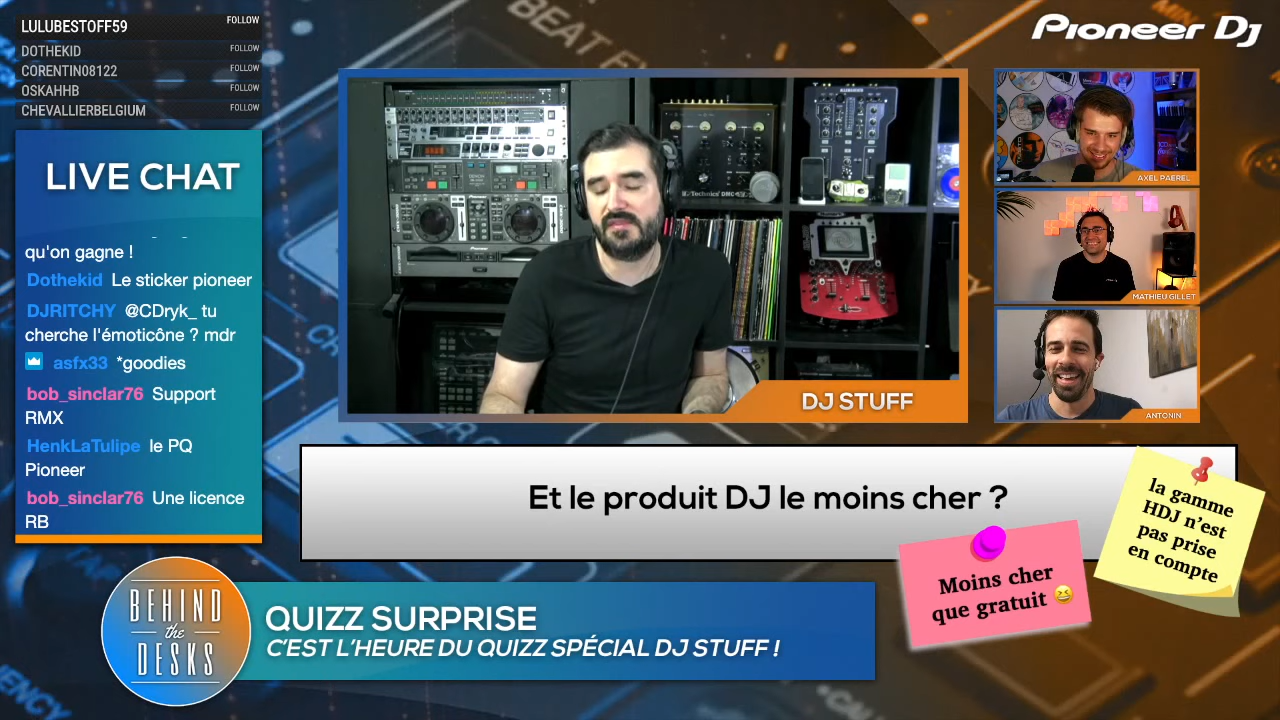 LULUBESTOFF59 FOLLOW
DOTHEKID FOLLOW
CORENTIN08122 FOLLOW
OSKAHHB FOLLOW
CHEVALLIERBELGIUM FOLLOW
Pioneer Dj
LIVE CHAT
qu'on gagne !
Dothekid Le sticker pioneer
DJRITCHY @CDryk_ tu
cherche l'émoticône ? mdr
asfx33 *goodies
bob_sinclar76 Support
RMX
HenkLaTulipe le PQ
Pioneer
bob_sinclar76 Une licence
RB
DJ STUFF
AXEL PAEREL
MATHIEU GILLET
ANTONIN
Et le produit DJ le moins cher ?
la gamme
HDJ n'est
pas prise
en compte
Moins cher
que gratuit 😆
BEHIND
the
DESKS
QUIZZ SURPRISE
C'EST L'HEURE DU QUIZZ SPÉCIAL DJ STUFF !
BEAT EF